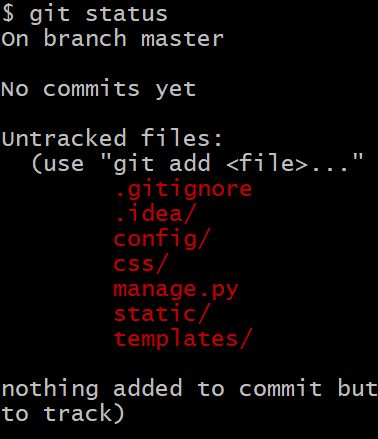 $ git status
On branch master
No commits yet
Untracked files:
(use "git add <file>..."
.gitignore
.idea/
config/
css/
manage.py
static/
templates/
nothing added to commit but
to track)